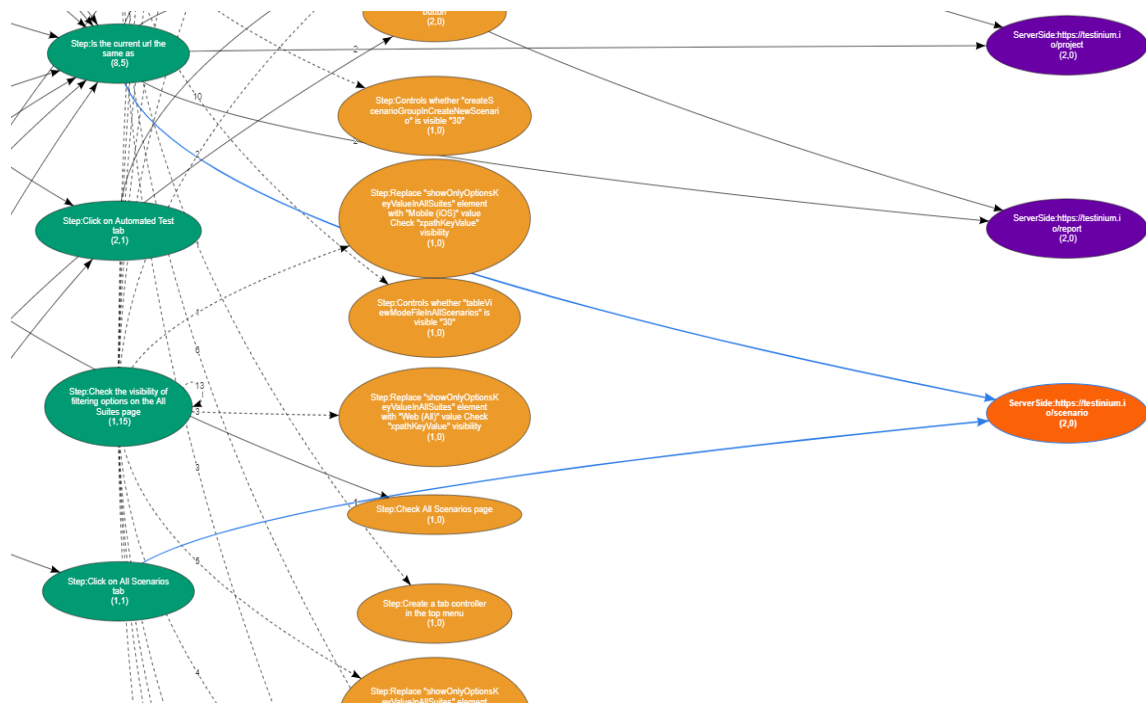 button
(2,0)
Step:Is the current url the
same as
(8,5)
2
ServerSide:https://testinium.i
o/project
(2,0)
10
Step:Controls whether "createS
cenarioGroupInCreateNewScenari
o" is visible "30"
(1,0)
2
2
Step:Replace "showOnlyOptionsK
eyValueInAllSuites" element
with "Mobile (iOS)" value
Check "xpathKeyValue"
visibility
(1,0)
Step:Click on Automated Test
tab
(2,1)
ServerSide:https://testinium.i
o/report
(2,0)
Step:Controls whether "tableVi
ewModeFileInAllScenarios" is
visible "30"
(1,0)
1
6
13
3
Step:Check the visibility of
filtering options on the All
Suites page
(1,15)
Step:Replace "showOnlyOptionsK
eyValueInAllSuites" element
with "Web (All)" value Check
"xpathKeyValue" visibility
(1,0)
ServerSide:https://testinium.i
o/scenario
(2,0)
3
1
Step:Check All Scenarios page
(1,0)
5
Step:Click on All Scenarios
tab
(1,1)
Step:Create a tab controller
in the top menu
(1,0)
4
Step:Replace "showOnlyOptionsK
eyValueInAllSuites" element